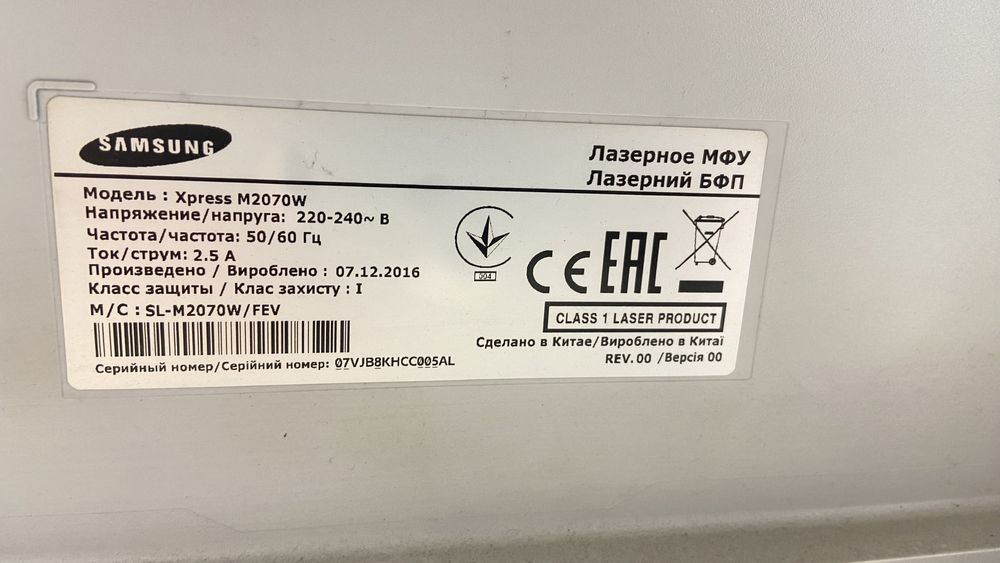 SAMSUNG
Лазерное МФУ
Лазерний БФП
Модель : Xpress M2070W
Напряжение/напруга: 220-240~ В
Частота/частота: 50/60 Гц
Ток/струм: 2.5 А
Произведено / Вироблено : 07.12.2016
Класс защиты / Клас захисту : I
М/С : SL-M2070W/FEV
Серийный номер/Серійний номер: 07VJB8KHCC005AL
004
CE EAC
CLASS 1 LASER PRODUCT
Сделано в Китае/Вироблено в Китаї
REV. 00 /Версія 00